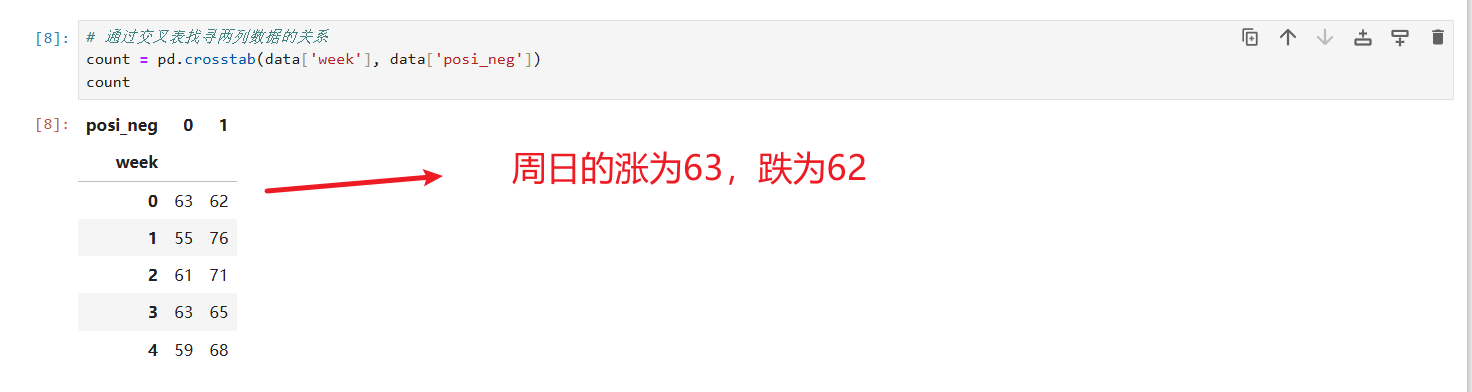 [8]: # 通过交叉表找寻两列数据的关系
count = pd.crosstab(data['week'], data['posi_neg'])
count
[8]: posi_neg 0 1
week
周日的涨为63，跌为62
0 63 62
1 55 76
2 61 71
3 63 65
4 59 68